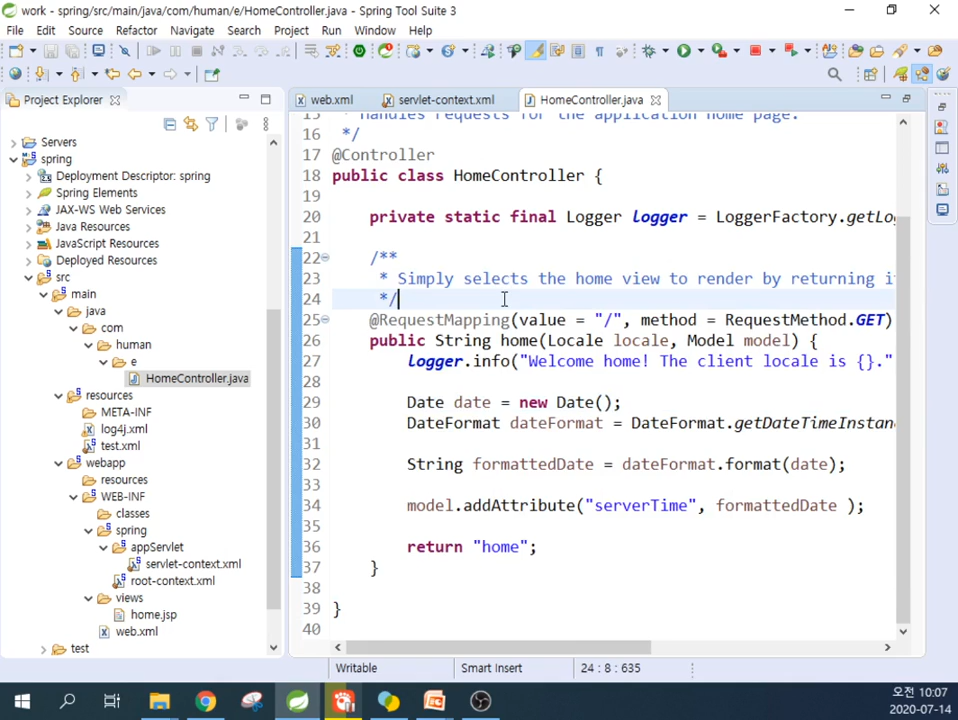 work - spring/src/main/java/com/human/e/HomeController.java - Spring Tool Suite 3
File Edit Source Refactor Navigate Search Project Run Window Help
Project Explorer
Servers
spring
Deployment Descriptor: spring
Spring Elements
JAX-WS Web Services
Java Resources
JavaScript Resources
Deployed Resources
src
main
java
com
human
e
HomeController.java
resources
META-INF
log4j.xml
test.xml
webapp
resources
WEB-INF
classes
spring
appServlet
servlet-context.xml
root-context.xml
views
home.jsp
web.xml
test
web.xml servlet-context.xml HomeController.java
15 * Handles requests for the application home page.
16 */
17 @Controller
18 public class HomeController {
19
20 private static final Logger logger = LoggerFactory.getLo
21
22 /**
23 * Simply selects the home view to render by returning i
24 */
25 @RequestMapping(value = "/", method = RequestMethod.GET)
26 public String home(Locale locale, Model model) {
27 logger.info("Welcome home! The client locale is {}."
28
29 Date date = new Date();
30 DateFormat dateFormat = DateFormat.getDateTimeInstan
31
32 String formattedDate = dateFormat.format(date);
33
34 model.addAttribute("serverTime", formattedDate );
35
36 return "home";
37 }
38
39 }
40
Writable Smart Insert 24 : 8 : 635
오전 10:07
2020-07-14